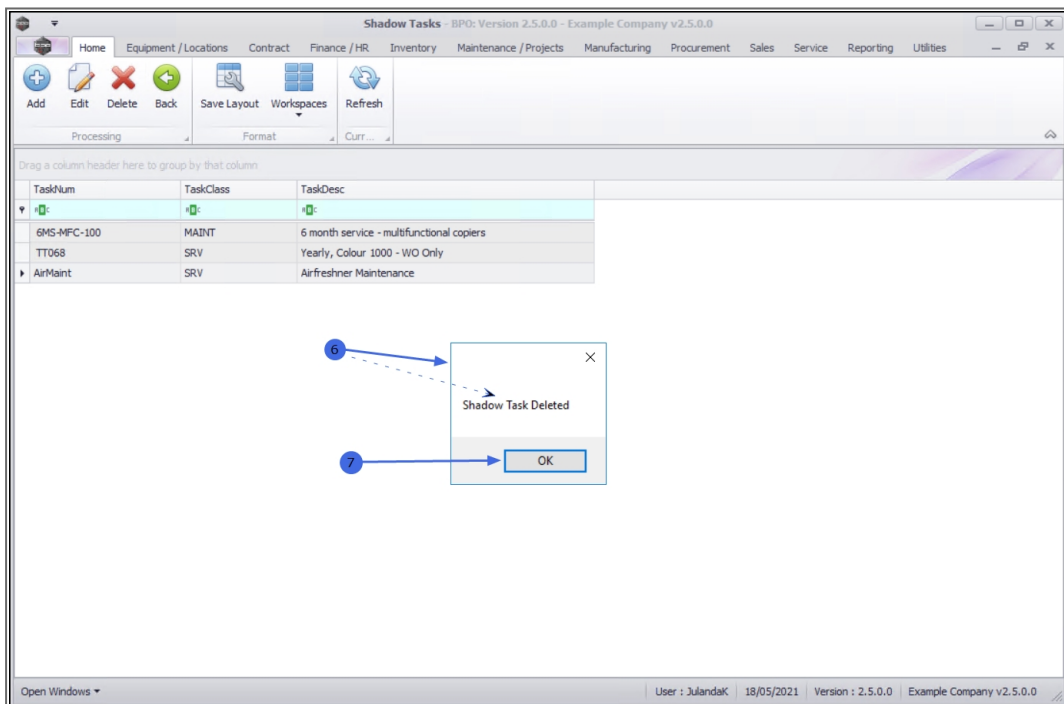 Shadow Tasks - BPO: Version 2.5.0.0 - Example Company v2.5.0.0
Home Equipment / Locations Contract Finance / HR Inventory Maintenance / Projects Manufacturing Procurement Sales Service Reporting Utilities
Add Edit Delete Back Save Layout Workspaces Refresh
Processing Format Curr...
Drag a column header here to group by that column
TaskNum TaskClass TaskDesc
6MS-MFC-100 MAINT 6 month service - multifunctional copiers
TT068 SRV Yearly, Colour 1000 - WO Only
AirMaint SRV Airfreshner Maintenance
6
Shadow Task Deleted
7 OK
Open Windows User : JulandaK 18/05/2021 Version : 2.5.0.0 Example Company v2.5.0.0